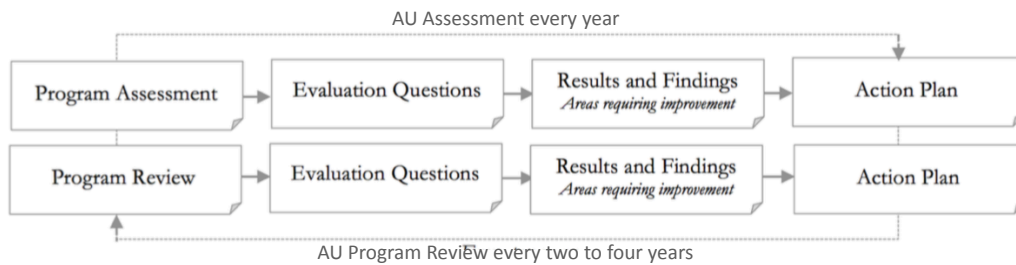 AU Assessment every year
Program Assessment
Evaluation Questions
Results and Findings
Areas requiring improvement
Action Plan
Program Review
Evaluation Questions
Results and Findings
Areas requiring improvement
Action Plan
AU Program Review every two to four years